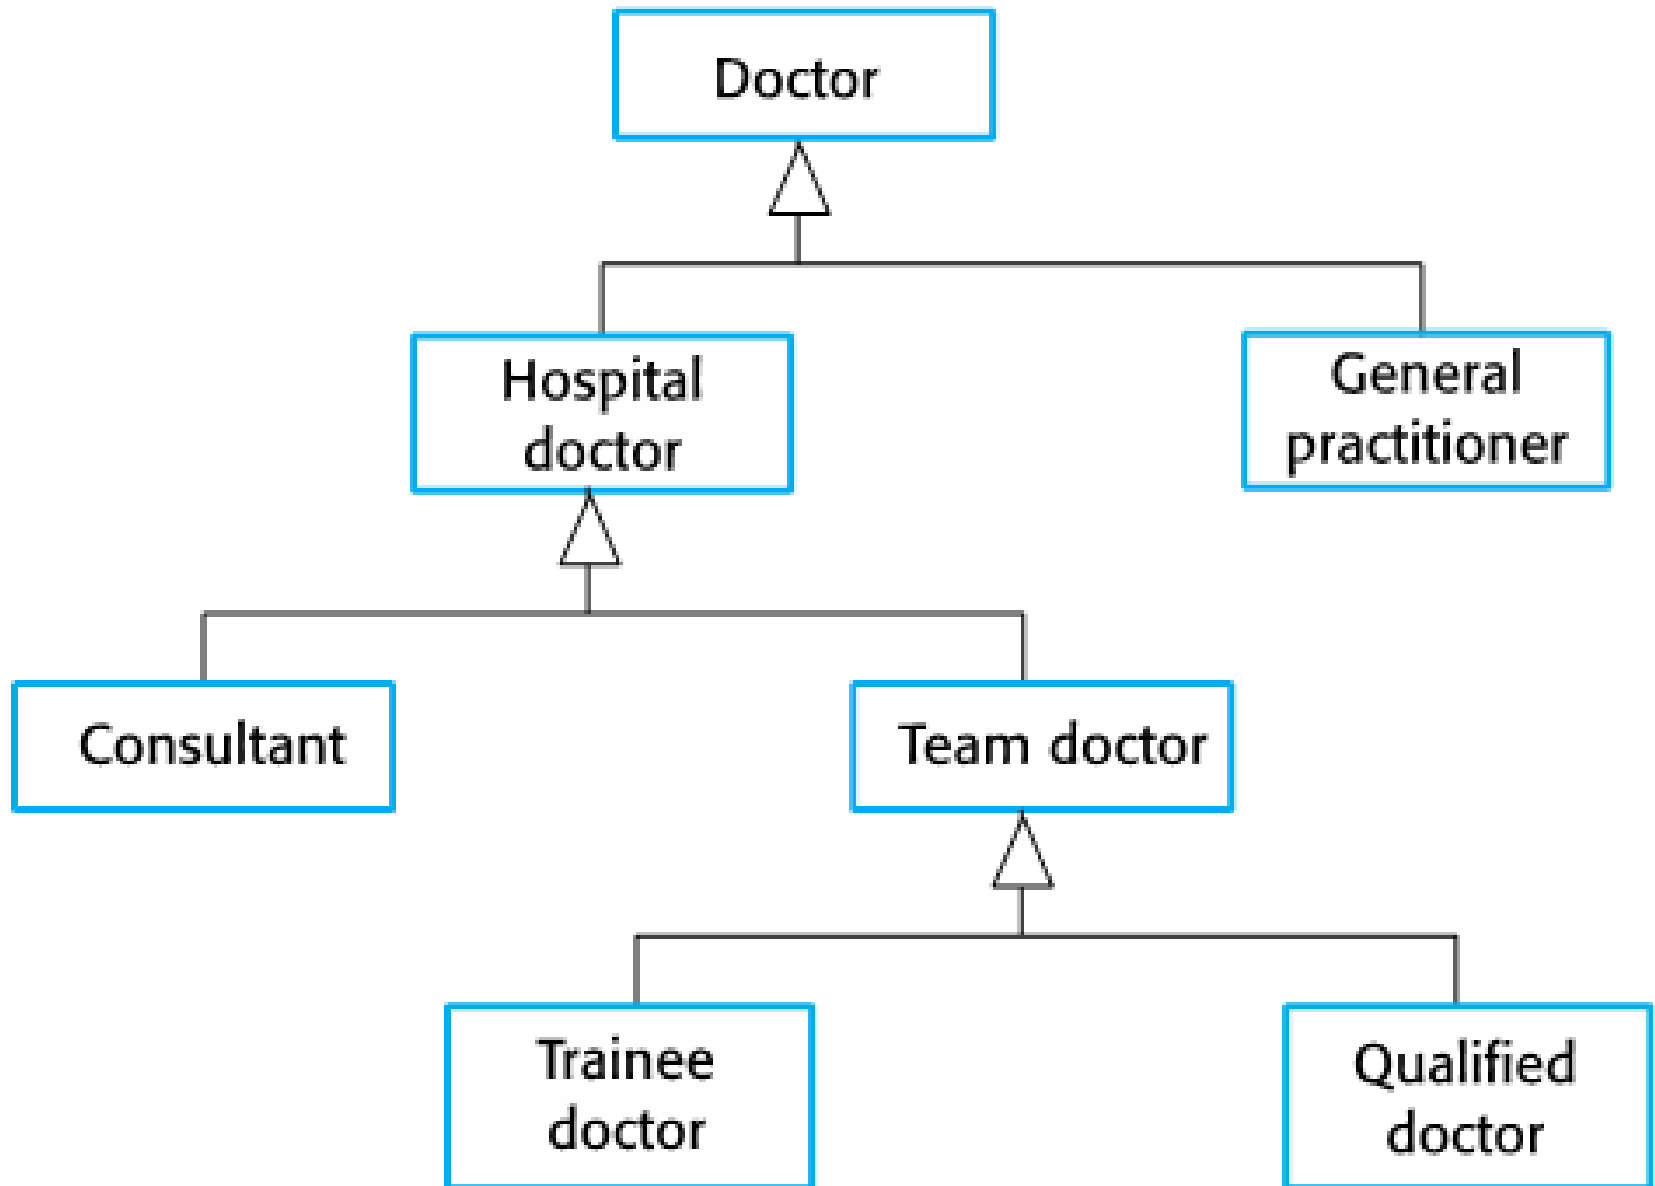 Doctor
Hospital
doctor
General
practitioner
Consultant
Team doctor
Trainee
doctor
Qualified
doctor